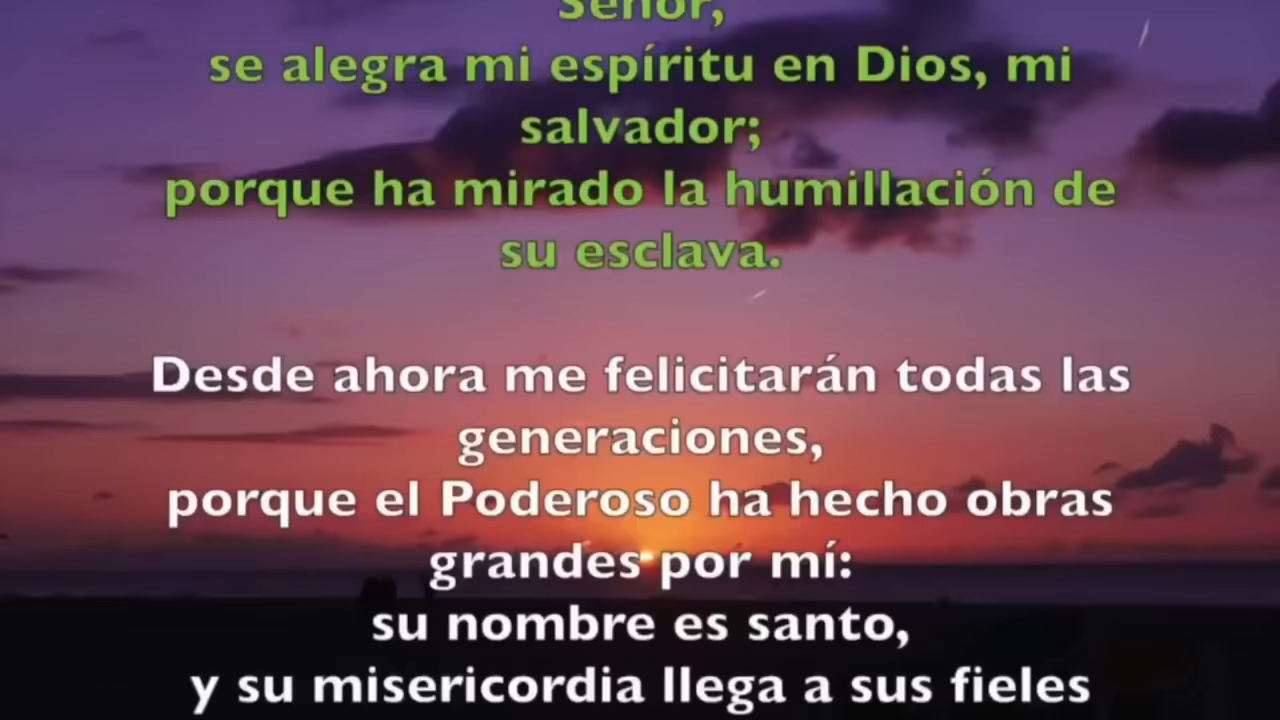 Señor,
se alegra mi espíritu en Dios, mi
salvador;
porque ha mirado la humillación de
su esclava.
Desde ahora me felicitarán todas las
generaciones,
porque el Poderoso ha hecho obras
grandes por mí:
su nombre es santo,
y su misericordia llega a sus fieles